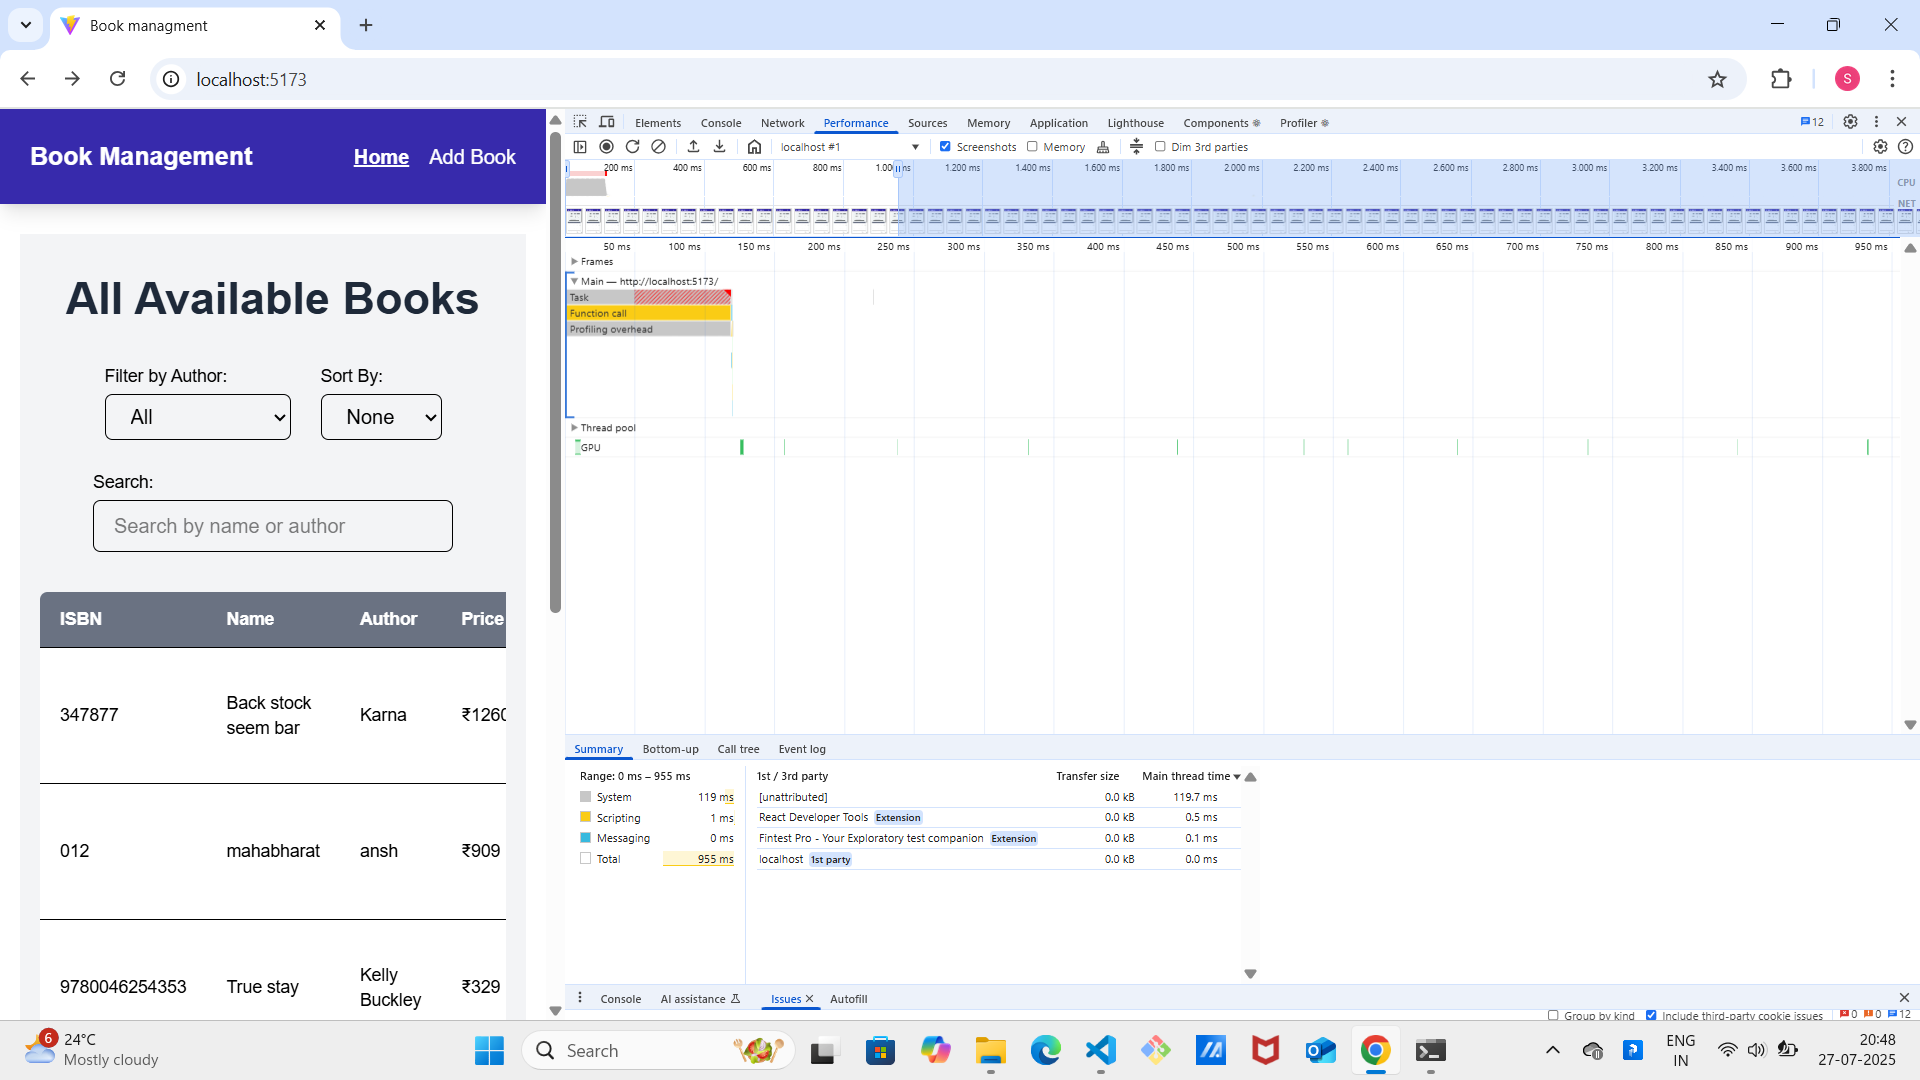 Book managment
localhost:5173
Book Management
Home
Add Book
All Available Books
Filter by Author:
Sort By:
All
None
Search:
Search by name or author
ISBN Name Author Price
347877 Back stock seem bar Karna ₹1260
012 mahabharat ansh ₹909
9780046254353 True stay Kelly Buckley ₹329
Elements Console Network Performance Sources Memory Application Lighthouse Components Profiler
12
localhost #1
Screenshots Memory Dim 3rd parties
200 ms 400 ms 600 ms 800 ms 1.200 ms 1.400 ms 1.600 ms 1.800 ms 2.000 ms 2.200 ms 2.400 ms 2.600 ms 2.800 ms 3.000 ms 3.200 ms 3.400 ms 3.600 ms 3.800 ms
CPU
NET
50 ms 100 ms 150 ms 200 ms 250 ms 300 ms 350 ms 400 ms 450 ms 500 ms 550 ms 600 ms 650 ms 700 ms 750 ms 800 ms 850 ms 900 ms 950 ms
Frames
Main — http://localhost:5173/
Task
Function call
Profiling overhead
Thread pool
GPU
Summary Bottom-up Call tree Event log
Range: 0 ms – 955 ms
System 119 ms
Scripting 1 ms
Messaging 0 ms
Total 955 ms
1st / 3rd party Transfer size Main thread time
[unattributed] 0.0 kB 119.7 ms
React Developer Tools Extension 0.0 kB 0.5 ms
Fintest Pro - Your Exploratory test companion Extension 0.0 kB 0.1 ms
localhost 1st party 0.0 kB 0.0 ms
Console AI assistance Issues Autofill
Group by kind Include third-party cookie issues 0 0 12
S
6
24°C
Mostly cloudy
Search
ENG
IN
20:48
27-07-2025